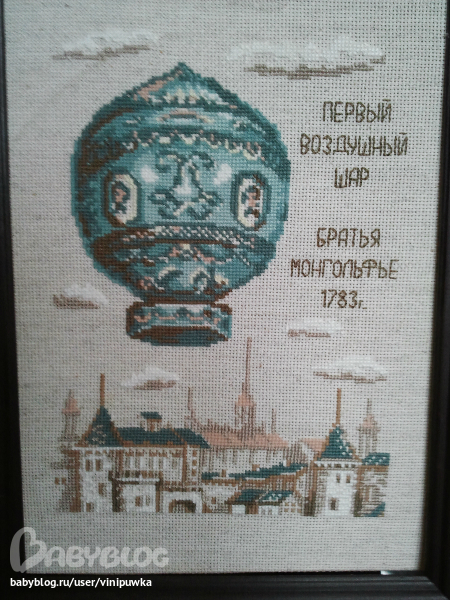 ПЕРВЫЙ
ВОЗДУШНЫЙ
ШАР
БРАТЬЯ
МОНГОЛЬФЬЕ
1783г.
BABYBLOG
babyblog.ru/user/vinipuwka